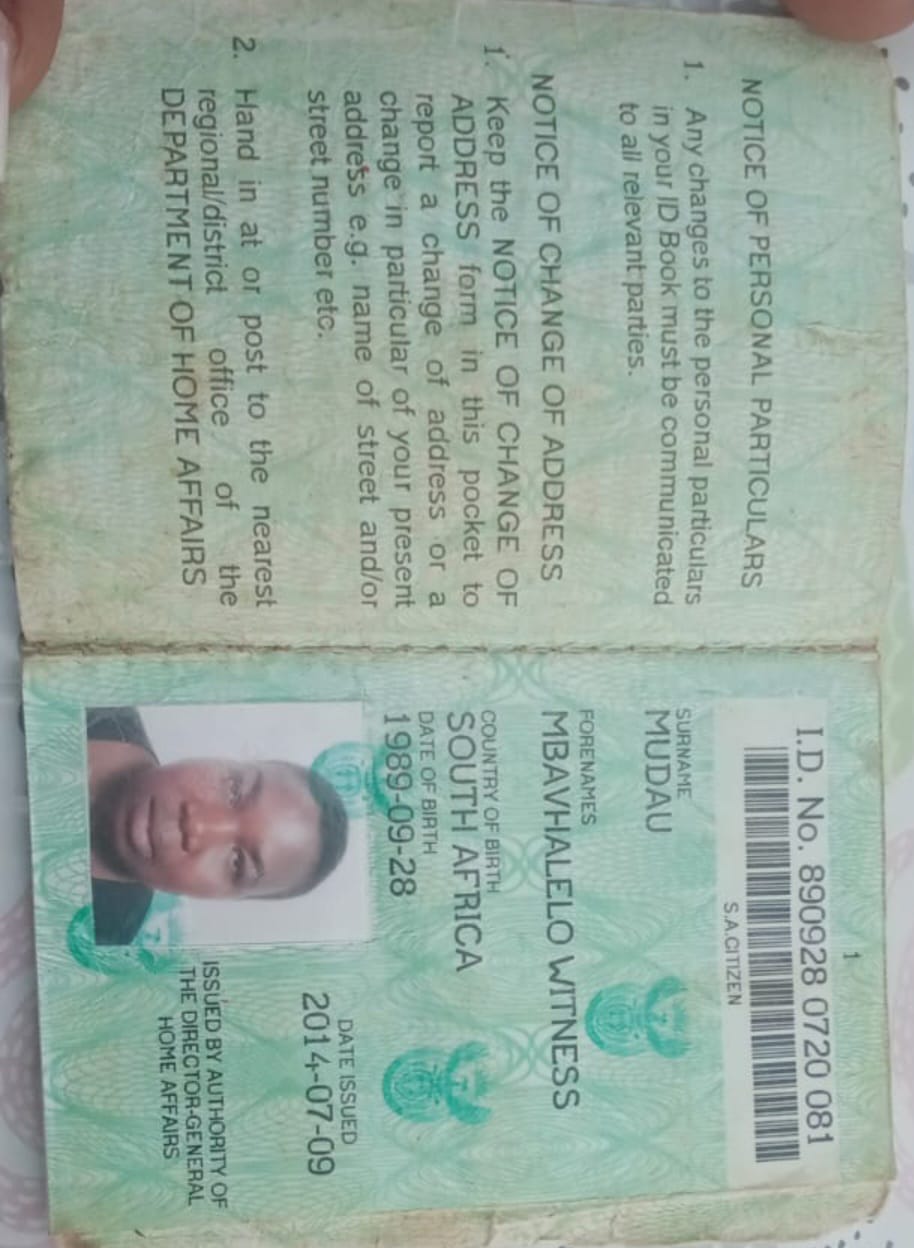 NOTICE OF PERSONAL PARTICULARS
1. Any changes to the personal particulars
in your ID Book must be communicated
to all relevant parties.
NOTICE OF CHANGE OF ADDRESS
1. Keep the NOTICE OF CHANGE OF
ADDRESS form in this pocket to
report a change of address or a
change in particular of your present
address e.g. name of street and/or
street number etc.
2. Hand in at or post to the nearest
regional/district office of the
DEPARTMENT OF HOME AFFAIRS
1
I.D. No. 890928 0720 081
S.A.CITIZEN
SURNAME
MUDAU
FORENAMES
MBAVHALELO WITNESS
COUNTRY OF BIRTH
SOUTH AFRICA
DATE OF BIRTH
1989-09-28
DATE ISSUED
2014-07-09
ISSUED BY AUTHORITY OF
THE DIRECTOR-GENERAL
HOME AFFAIRS